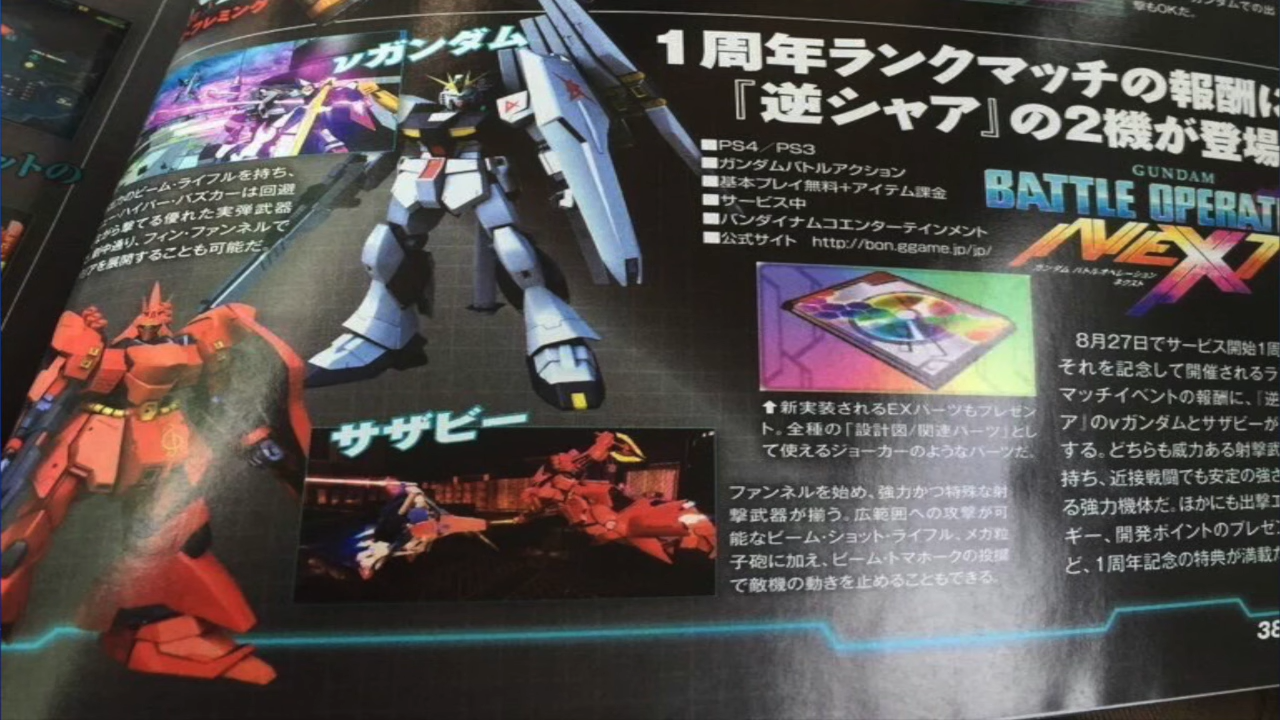 フレミング
撃もOKだ。
ットの
νガンダム
のビーム・ライフルを持ち、
ー・ハイパー・バズカーは回避
がら撃てる優れた実弾武器
中通り、フィン・ファンネルで
アを展開することも可能だ。
1周年ランクマッチの報酬に
『逆シャア』の2機が登場
■PS4／PS3
■ガンダムバトルアクション
■基本プレイ無料+アイテム課金
■サービス中
■バンダイナムコエンターテインメント
■公式サイト http://bon.ggame.jp/jp/
GUNDAM
BATTLE OPERATI
NEXT
ガンダム バトルオペレーション
ネクスト
⬆新実装されるEXパーツもプレゼン
ト。全種の「設計図/関連パーツ」とし
て使えるジョーカーのようなパーツだ。
サザビー
ファンネルを始め、強力かつ特殊な射
撃武器が揃う。広範囲への攻撃が可
能なビーム・ショット・ライフル、メガ粒
子砲に加え、ビーム・トマホークの投擲
で敵機の動きを止めることもできる。
8月27日でサービス開始1周
それを記念して開催されるラ
マッチイベントの報酬に、『逆
ア』のνガンダムとサザビーが
する。どちらも威力ある射撃武
持ち、近接戦闘でも安定の強さ
る強力機体だ。ほかにも出撃エ
ギー、開発ポイントのプレゼ
ど、1周年記念の特典が満載
38